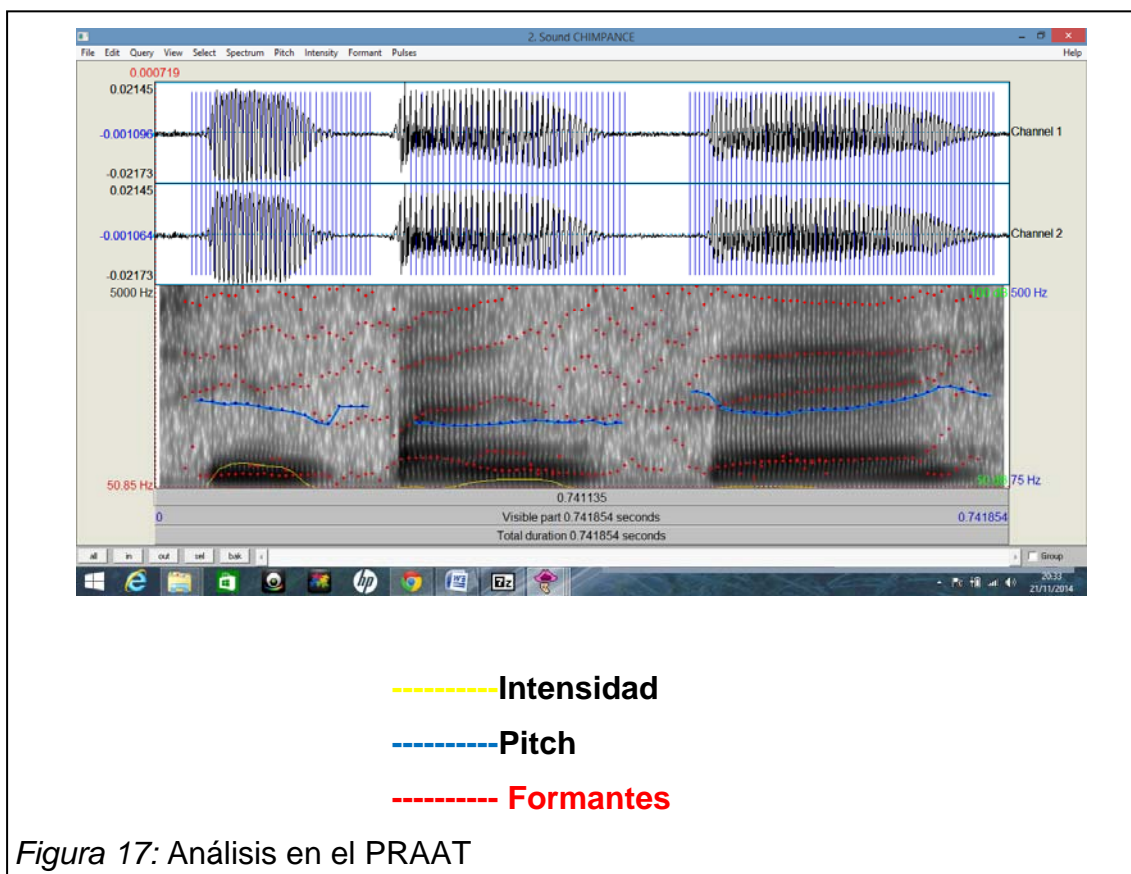 2. Sound CHIMPANCE
File Edit Query View Select Spectrum Pitch Intensity Formant Pulses Help
0.000719
0.02145
-0.001096
Channel 1
-0.02173
0.02145
-0.001064
Channel 2
-0.02173
5000 Hz
500 Hz
50.85 Hz
75 Hz
0.741135
0 Visible part 0.741854 seconds 0.741854
Total duration 0.741854 seconds
all in out sel bak Group
hp 7z
20:33
21/11/2014
----------Intensidad
----------Pitch
---------- Formantes
Figura 17: Análisis en el PRAAT